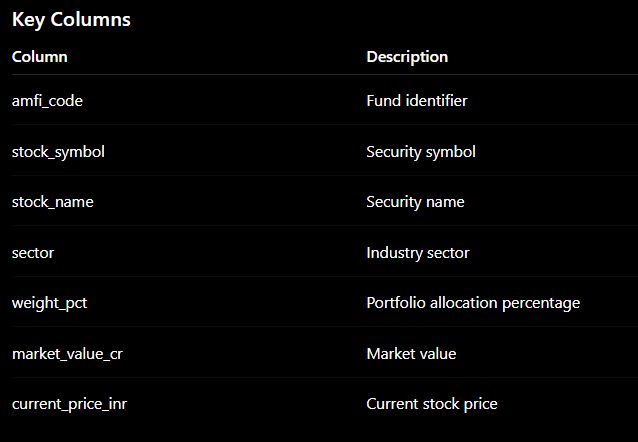 Key Columns
Column Description
amfi_code Fund identifier
stock_symbol Security symbol
stock_name Security name
sector Industry sector
weight_pct Portfolio allocation percentage
market_value_cr Market value
current_price_inr Current stock price